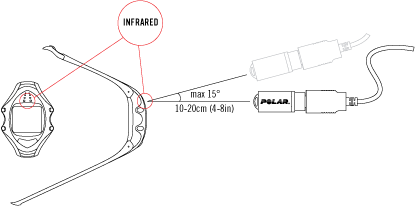 INFRARED
max 15°
10-20cm (4-8in)
POLAR.